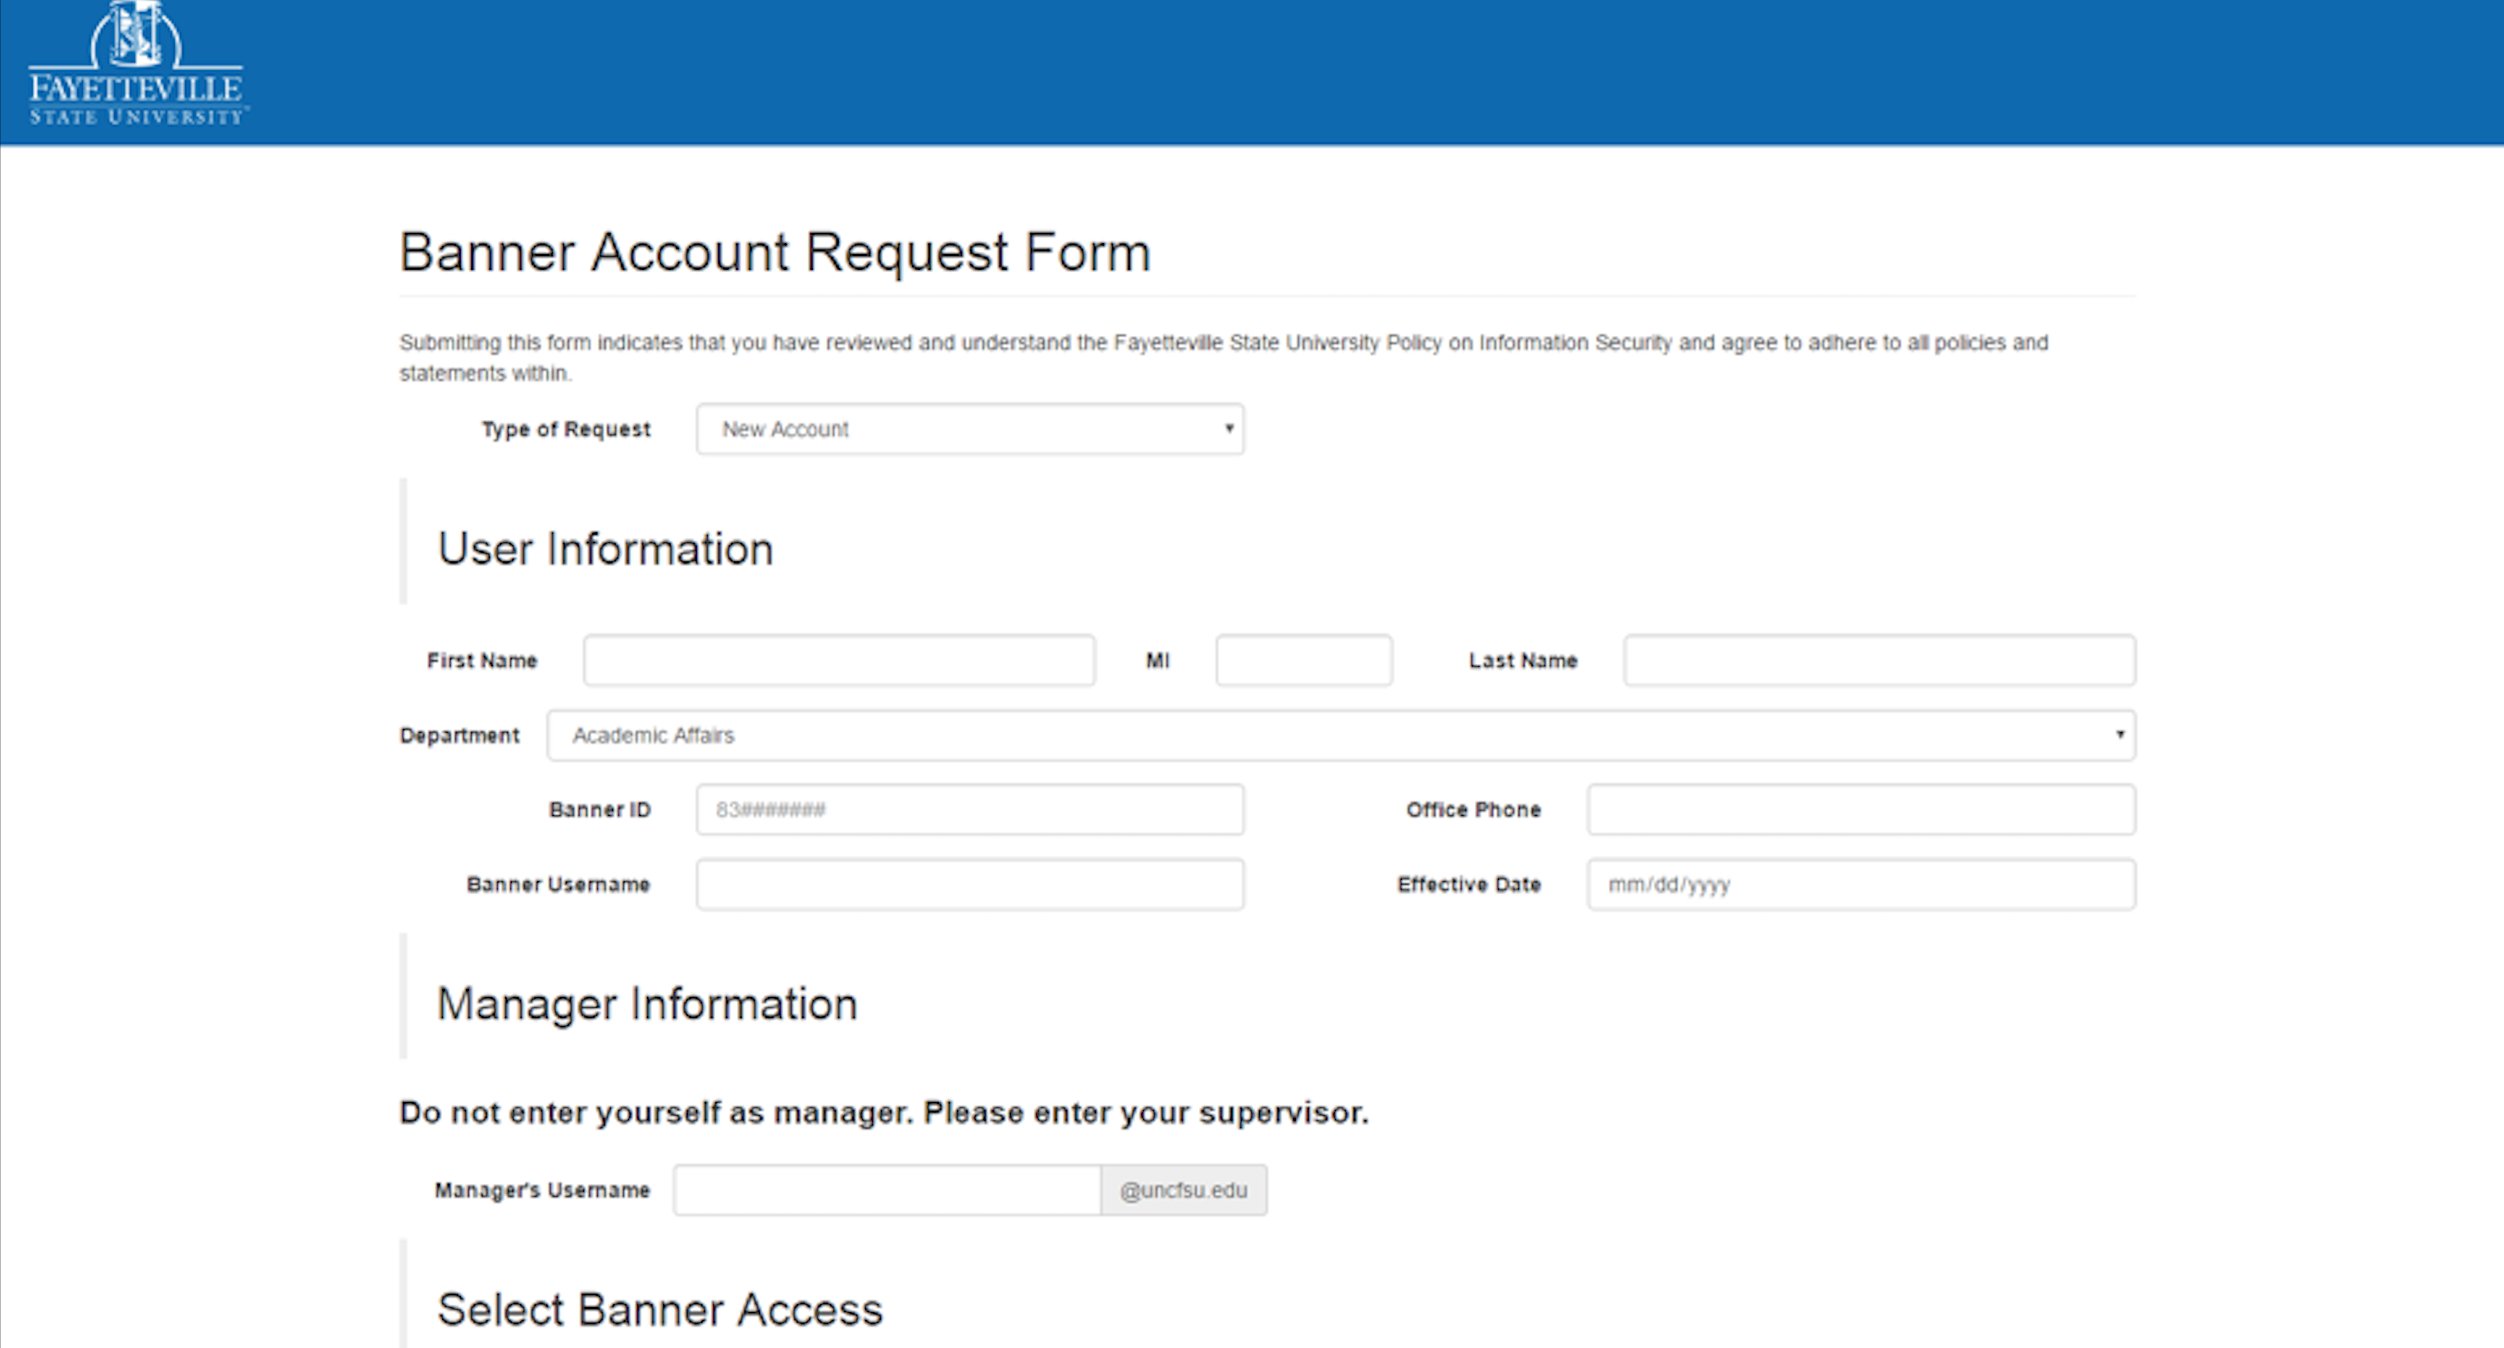 FAYETTEVILLE
STATE UNIVERSITY
Banner Account Request Form
Submitting this form indicates that you have reviewed and understand the Fayetteville State University Policy on Information Security and agree to adhere to all policies and
statements within.
Type of Request New Account
User Information
First Name MI Last Name
Department Academic Affairs
Banner ID 83####### Office Phone
Banner Username Effective Date mm/dd/yyyy
Manager Information
Do not enter yourself as manager. Please enter your supervisor.
Manager's Username @uncfsu.edu
Select Banner Access